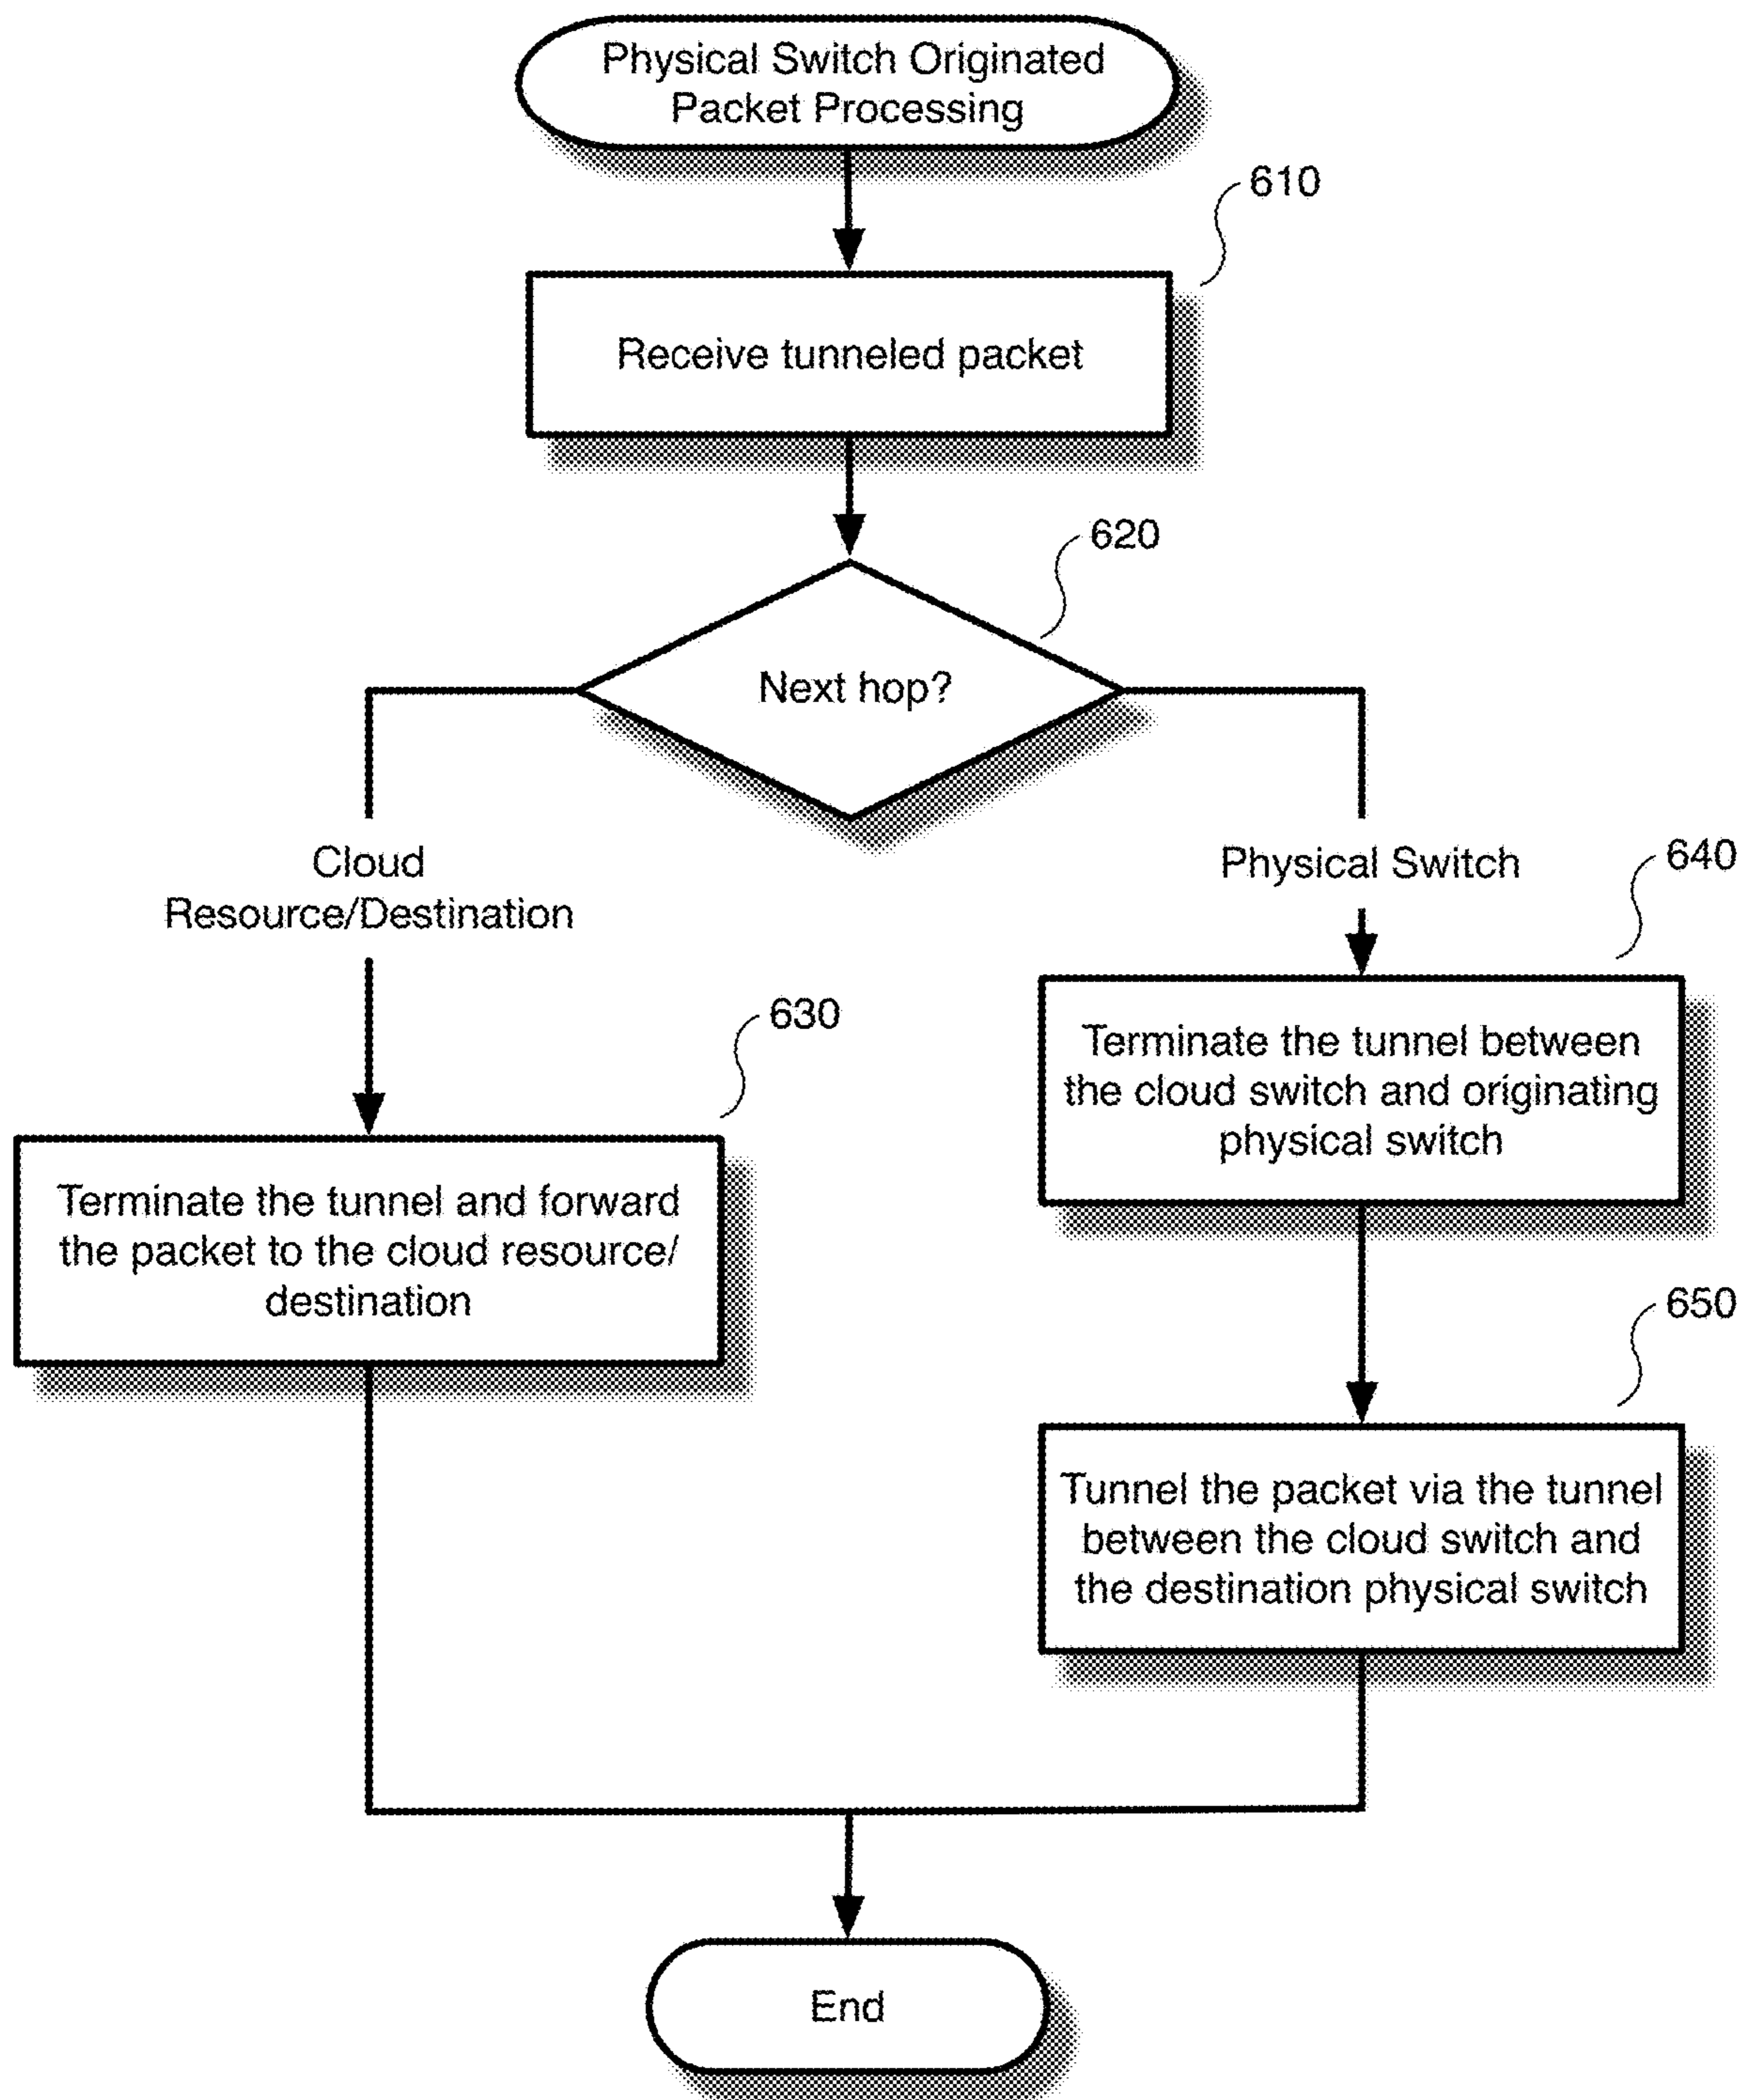 Physical Switch Originated
Packet Processing
610
Receive tunneled packet
620
Next hop?
Cloud
Resource/Destination
Physical Switch
640
630
Terminate the tunnel between
the cloud switch and originating
physical switch
Terminate the tunnel and forward
the packet to the cloud resource/
destination
650
Tunnel the packet via the tunnel
between the cloud switch and
the destination physical switch
End